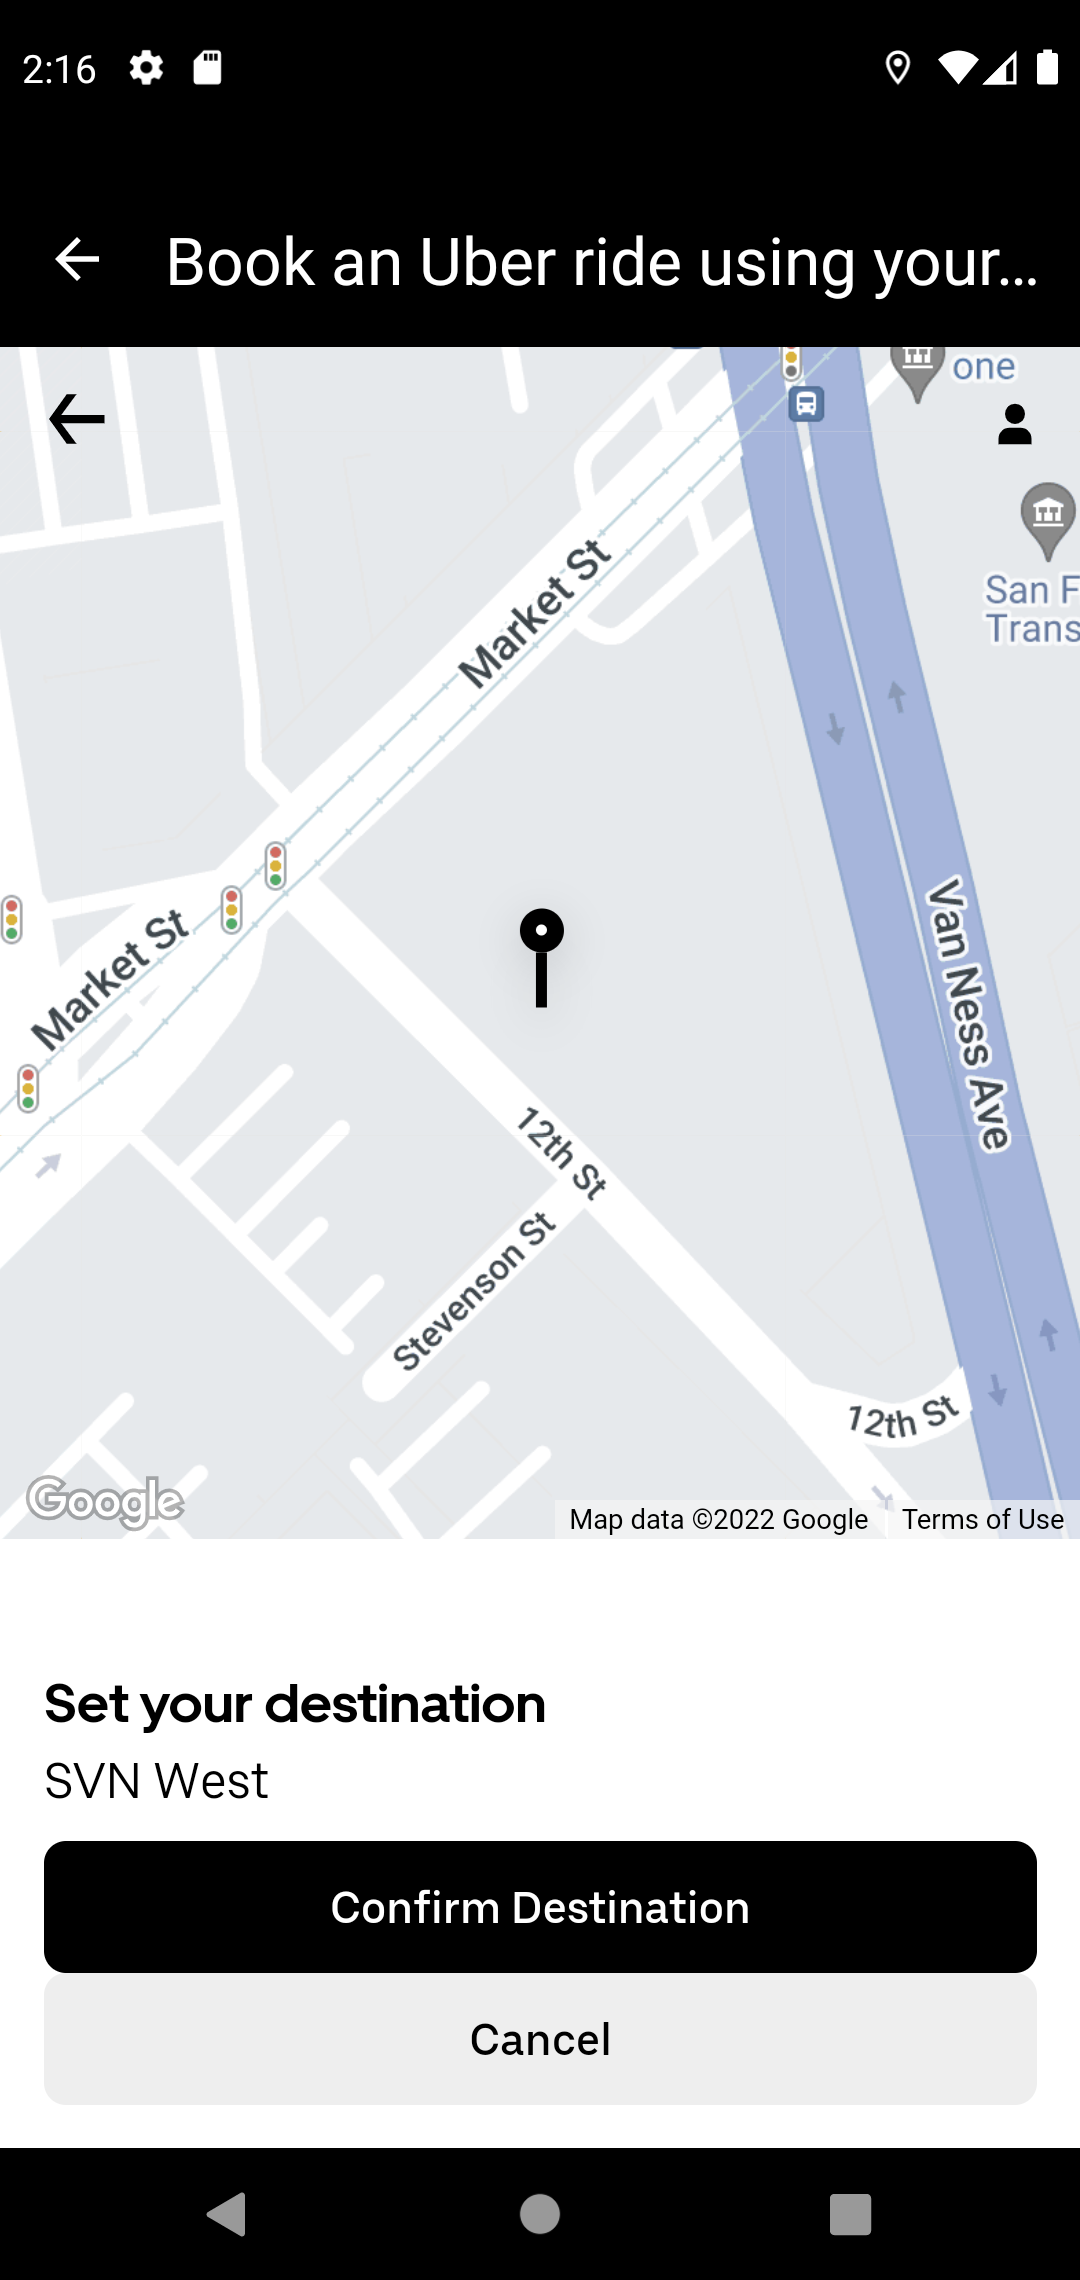 2:16
Book an Uber ride using your...
one
San F
Trans
Market St
Market St
Van Ness Ave
12th St
Stevenson St
12th St
Google
Map data ©2022 Google
Terms of Use
Set your destination
SVN West
Confirm Destination
Cancel